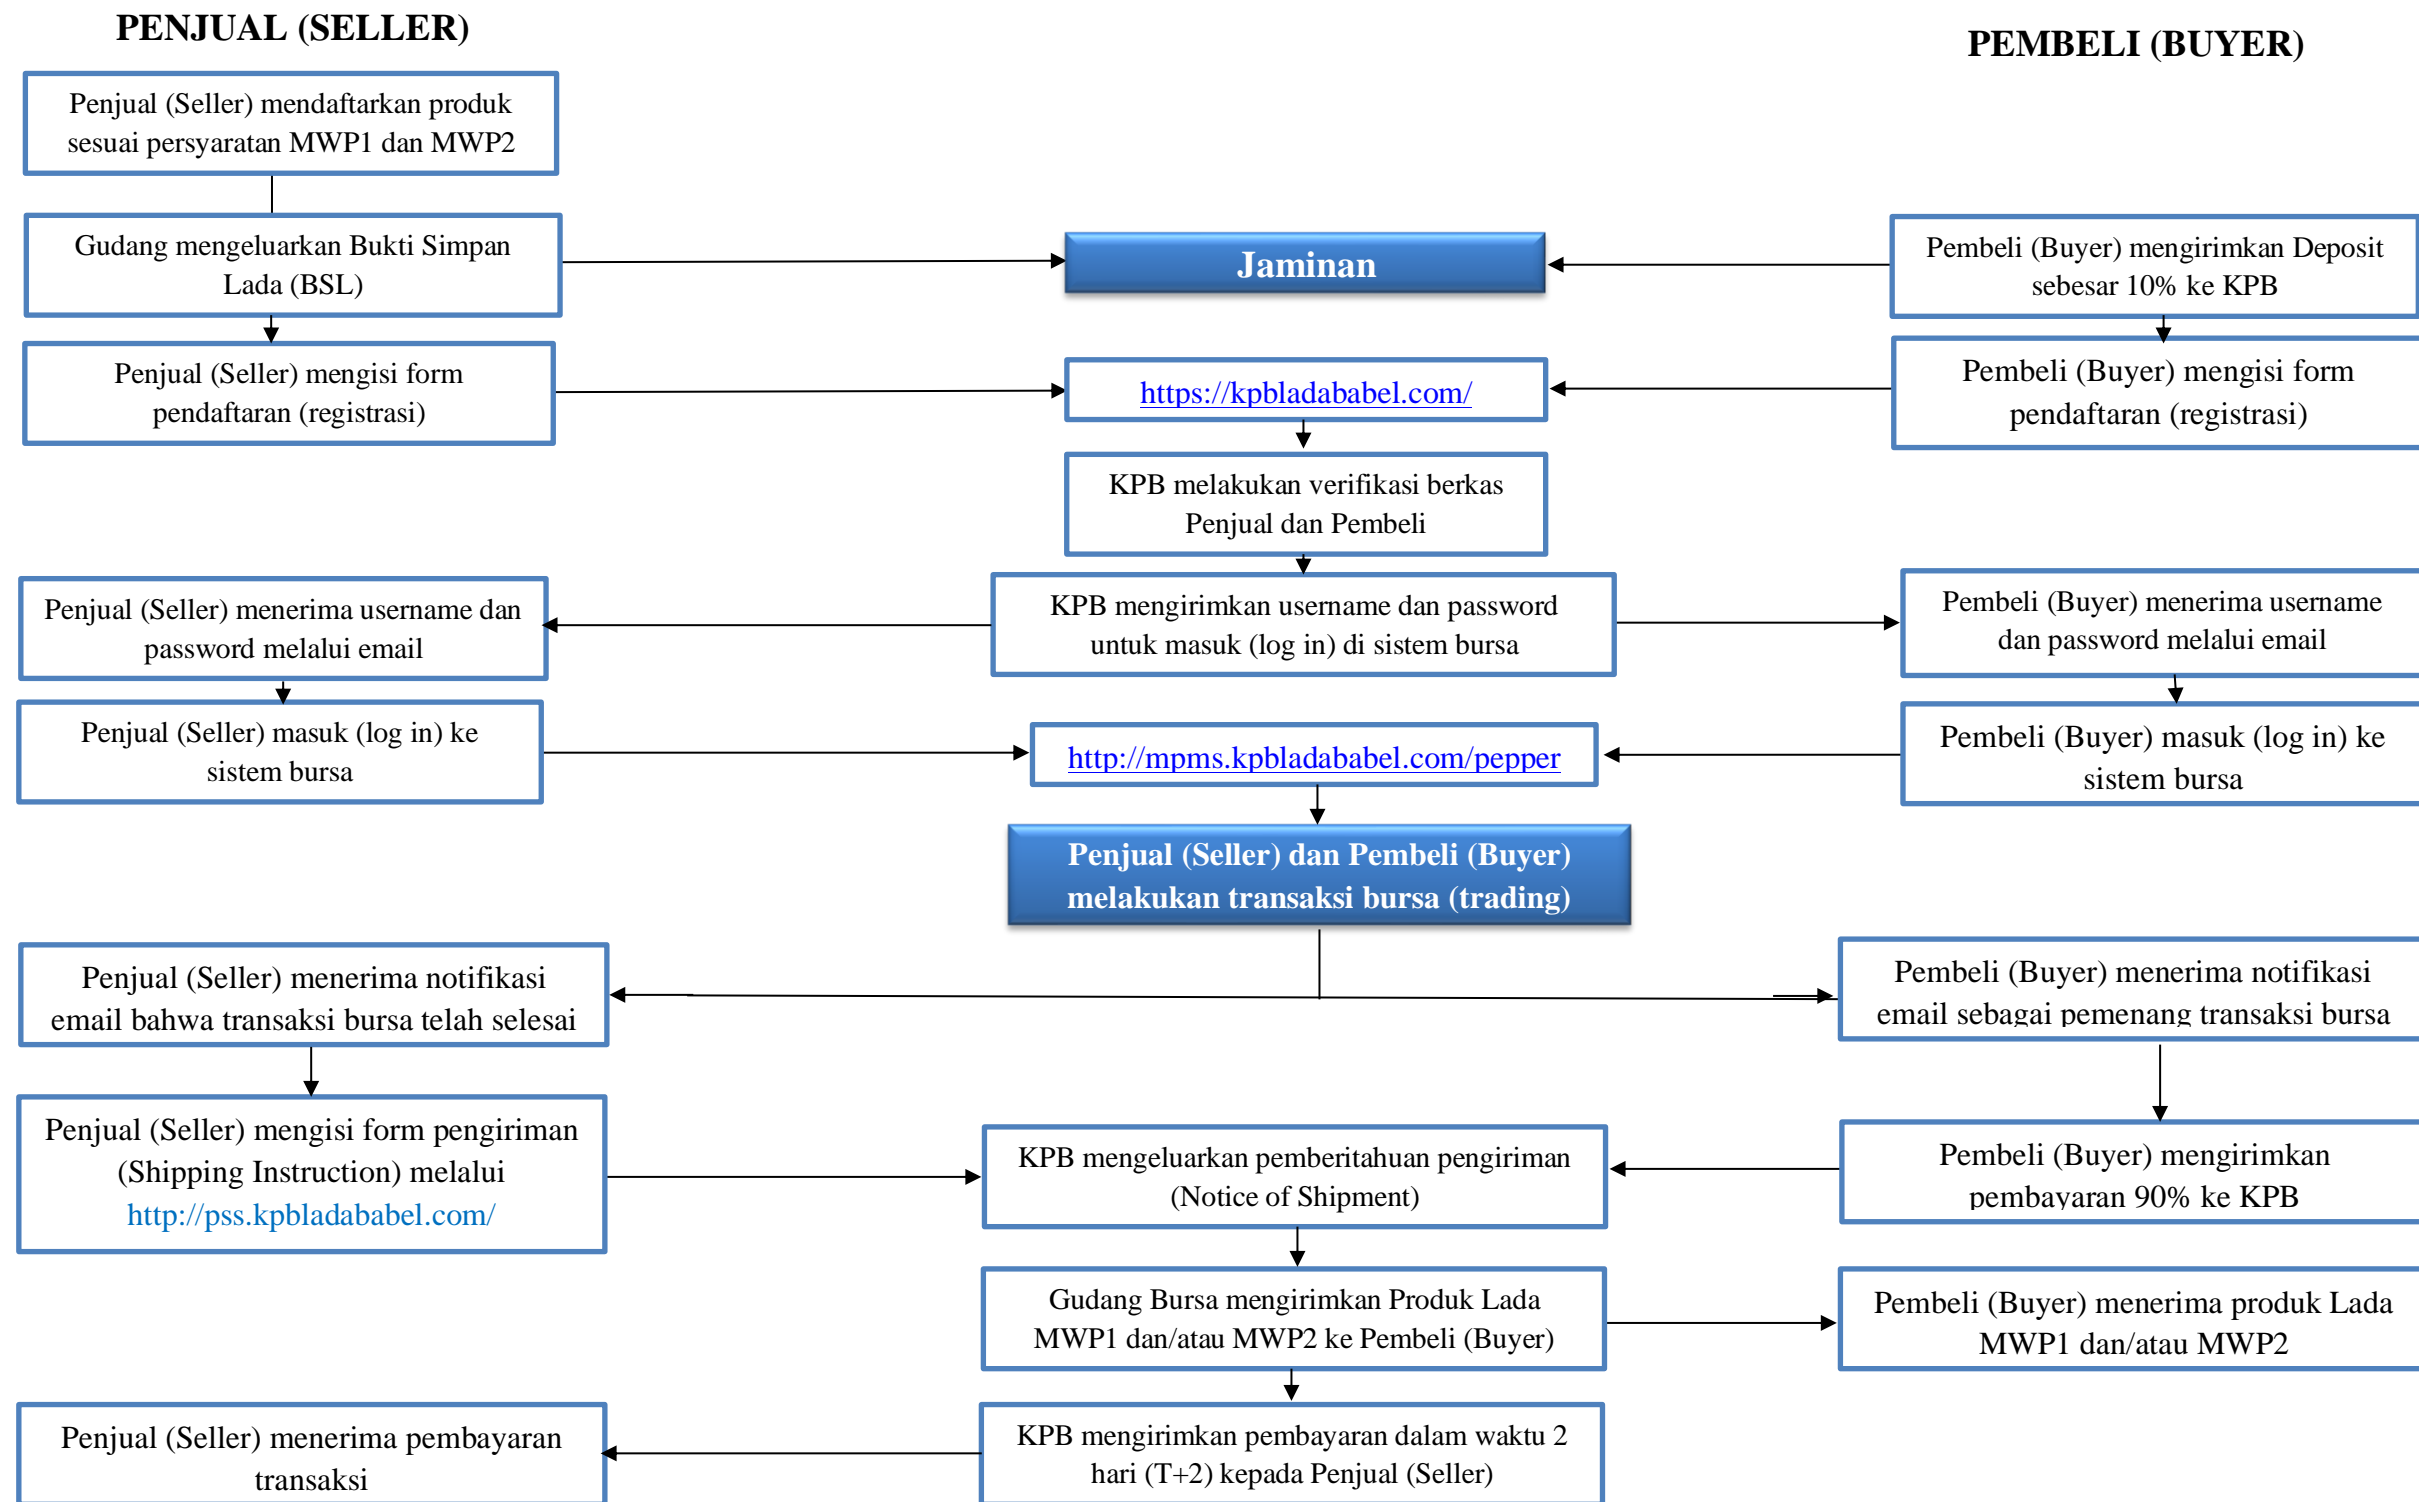 PENJUAL (SELLER)
PEMBELI (BUYER)
Penjual (Seller) mendaftarkan produk
sesuai persyaratan MWP1 dan MWP2
Gudang mengeluarkan Bukti Simpan
Lada (BSL)
Jaminan
Pembeli (Buyer) mengirimkan Deposit
sebesar 10% ke KPB
Penjual (Seller) mengisi form
pendaftaran (registrasi)
https://kpbladababel.com/
Pembeli (Buyer) mengisi form
pendaftaran (registrasi)
KPB melakukan verifikasi berkas
Penjual dan Pembeli
Penjual (Seller) menerima username dan
password melalui email
KPB mengirimkan username dan password
untuk masuk (log in) di sistem bursa
Pembeli (Buyer) menerima username
dan password melalui email
Penjual (Seller) masuk (log in) ke
sistem bursa
http://mpms.kpbladababel.com/pepper
Pembeli (Buyer) masuk (log in) ke
sistem bursa
Penjual (Seller) dan Pembeli (Buyer)
melakukan transaksi bursa (trading)
Penjual (Seller) menerima notifikasi
email bahwa transaksi bursa telah selesai
Pembeli (Buyer) menerima notifikasi
email sebagai pemenang transaksi bursa
Penjual (Seller) mengisi form pengiriman
(Shipping Instruction) melalui
http://pss.kpbladababel.com/
KPB mengeluarkan pemberitahuan pengiriman
(Notice of Shipment)
Pembeli (Buyer) mengirimkan
pembayaran 90% ke KPB
Gudang Bursa mengirimkan Produk Lada
MWP1 dan/atau MWP2 ke Pembeli (Buyer)
Pembeli (Buyer) menerima produk Lada
MWP1 dan/atau MWP2
Penjual (Seller) menerima pembayaran
transaksi
KPB mengirimkan pembayaran dalam waktu 2
hari (T+2) kepada Penjual (Seller)